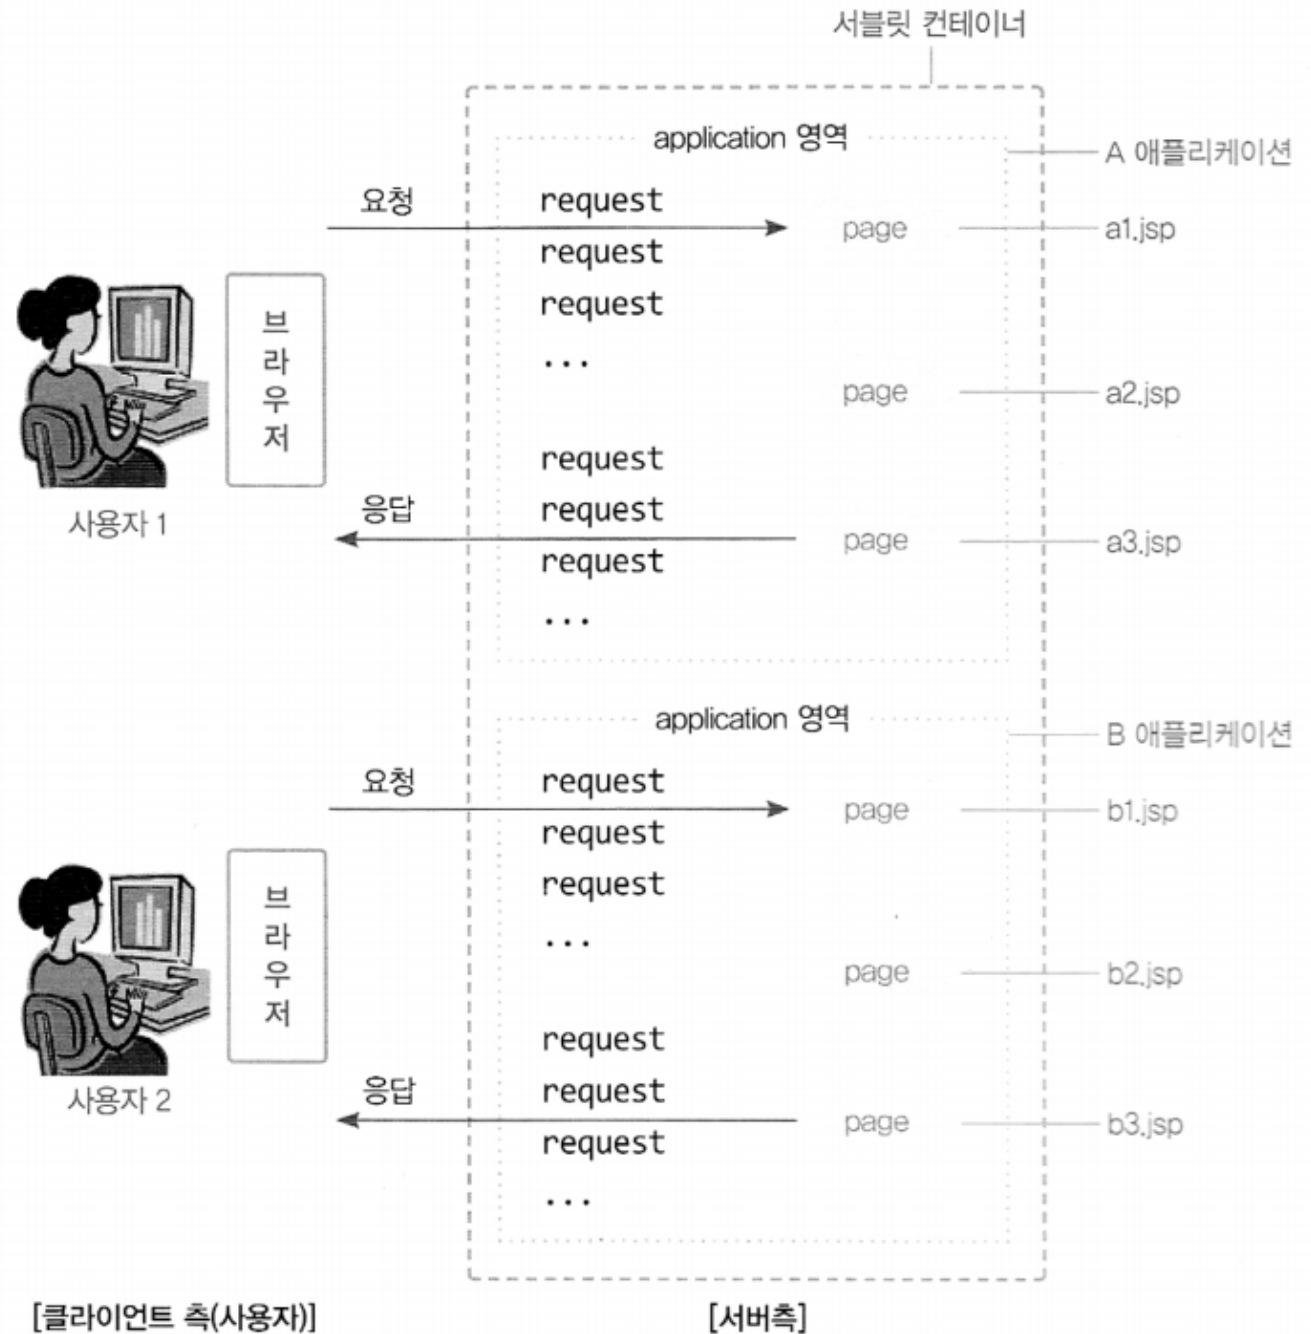 서블릿 컨테이너
application 영역
A 애플리케이션
요청
request
page
a1.jsp
request
request
...
브라우저
page
a2.jsp
request
응답
request
사용자 1
page
a3.jsp
request
...
application 영역
B 애플리케이션
요청
request
page
b1.jsp
request
request
...
브라우저
page
b2.jsp
request
응답
request
사용자 2
page
b3.jsp
request
...
[클라이언트 측(사용자)]
[서버측]